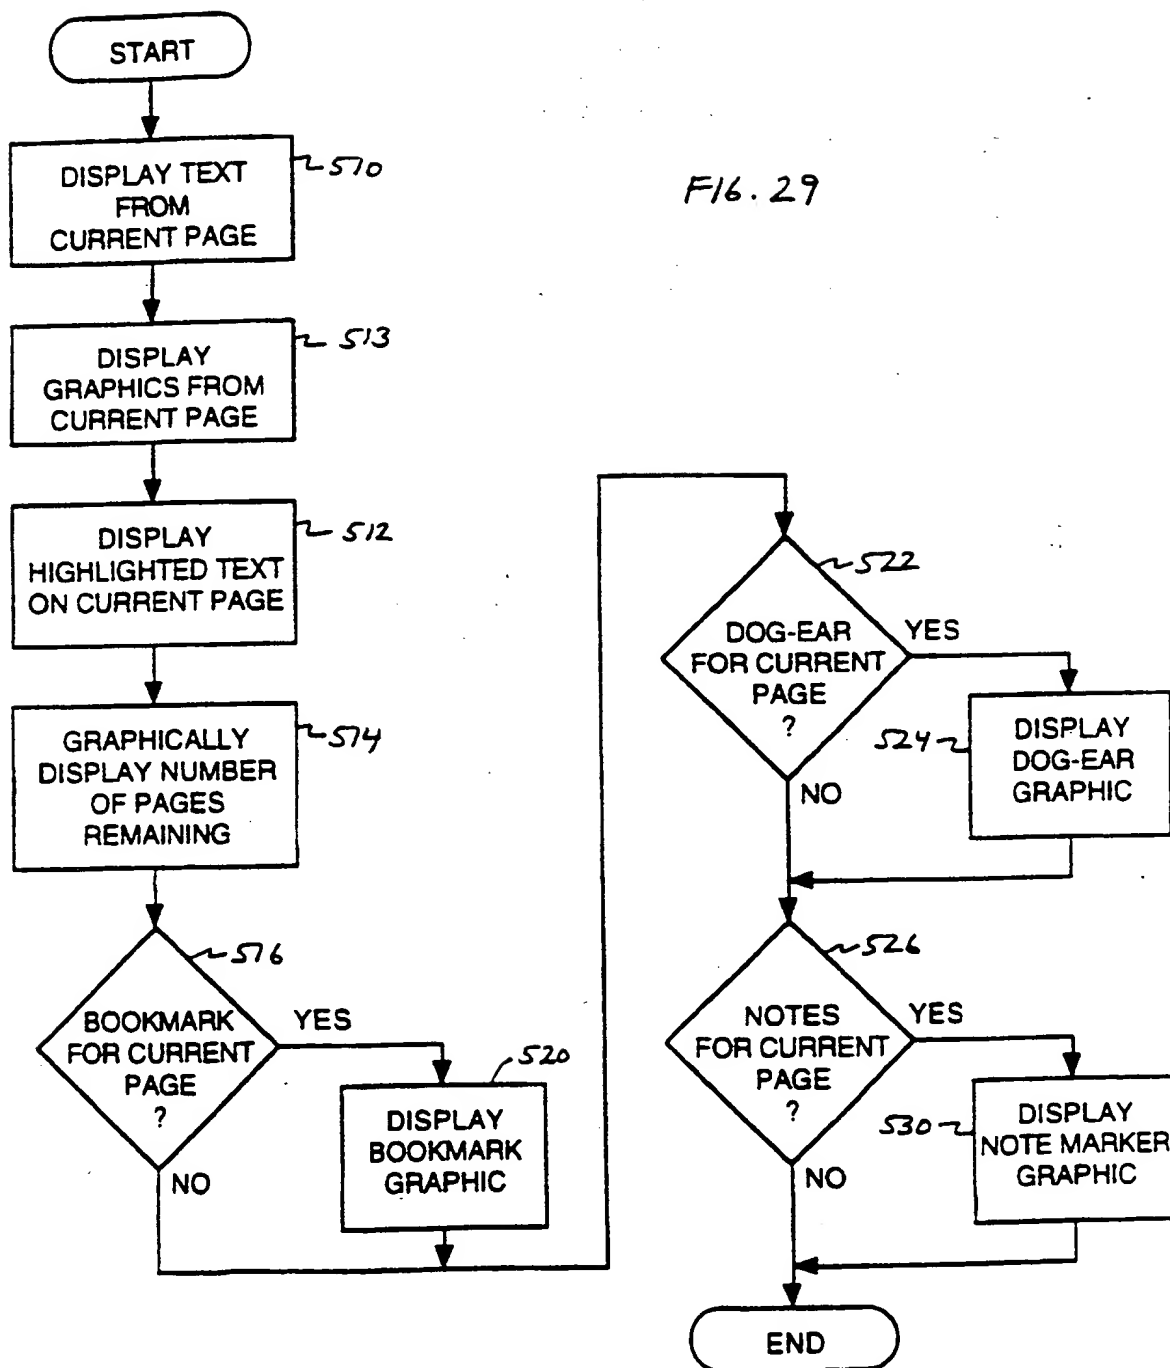 START
DISPLAY TEXT
FROM
CURRENT PAGE
510
FIG. 29
DISPLAY
GRAPHICS FROM
CURRENT PAGE
513
DISPLAY
HIGHLIGHTED TEXT
ON CURRENT PAGE
512
GRAPHICALLY
DISPLAY NUMBER
OF PAGES
REMAINING
514
BOOKMARK
FOR CURRENT
PAGE
?
516
YES
NO
DISPLAY
BOOKMARK
GRAPHIC
520
DOG-EAR
FOR CURRENT
PAGE
?
522
YES
NO
DISPLAY
DOG-EAR
GRAPHIC
524
NOTES
FOR CURRENT
PAGE
?
526
YES
NO
DISPLAY
NOTE MARKER
GRAPHIC
530
END